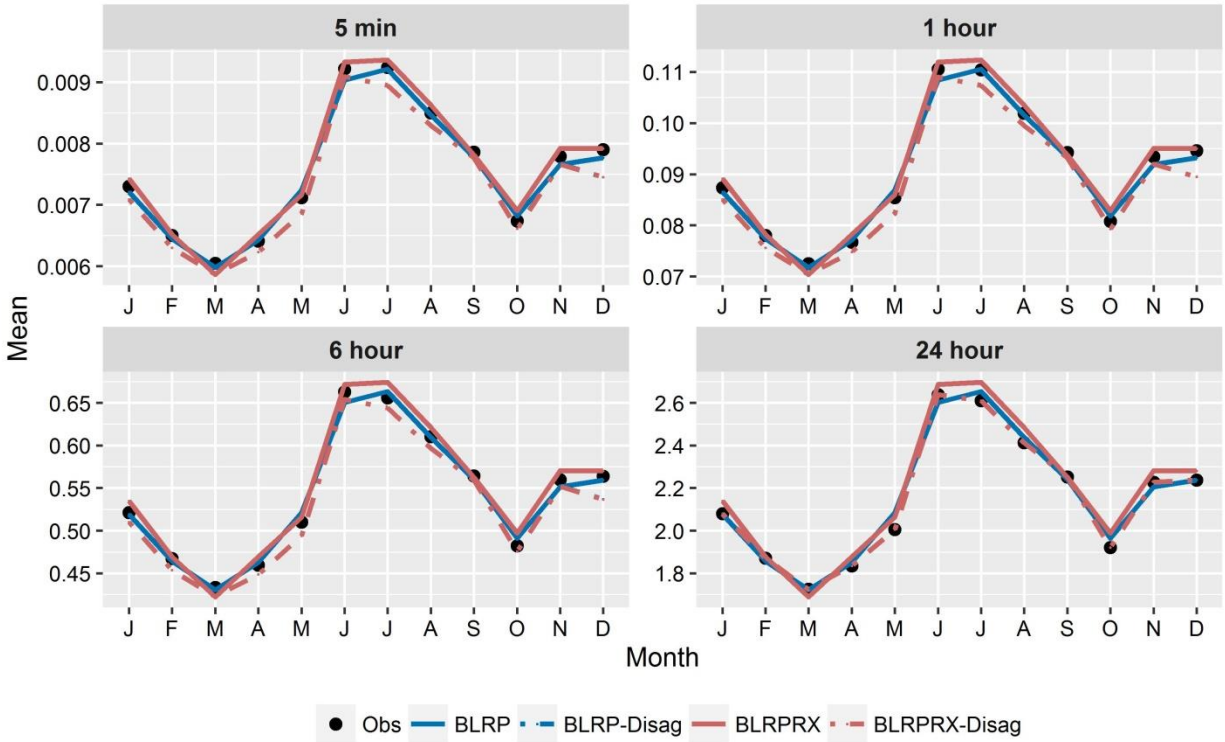 5 min
1 hour
0.009
0.008
0.007
0.006
0.11
0.10
0.09
0.08
0.07
J F M A M J J A S O N D
J F M A M J J A S O N D
Mean
6 hour
24 hour
0.65
0.60
0.55
0.50
0.45
2.6
2.4
2.2
2.0
1.8
J F M A M J J A S O N D
J F M A M J J A S O N D
Month
Obs BLRP BLRP-Disag BLRPRX BLRPRX-Disag